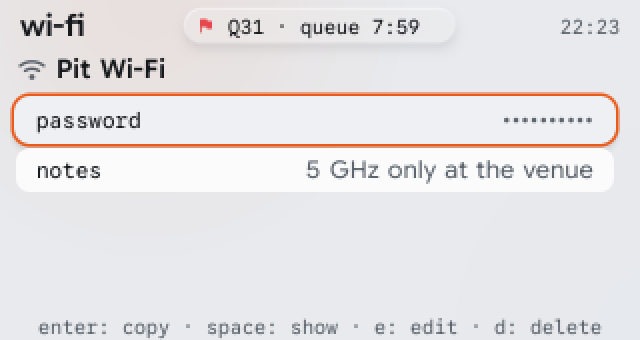 wi-fi
Q31 · queue 7:59
22:23
Pit Wi-Fi
password ••••••••••
notes 5 GHz only at the venue
enter: copy · space: show · e: edit · d: delete